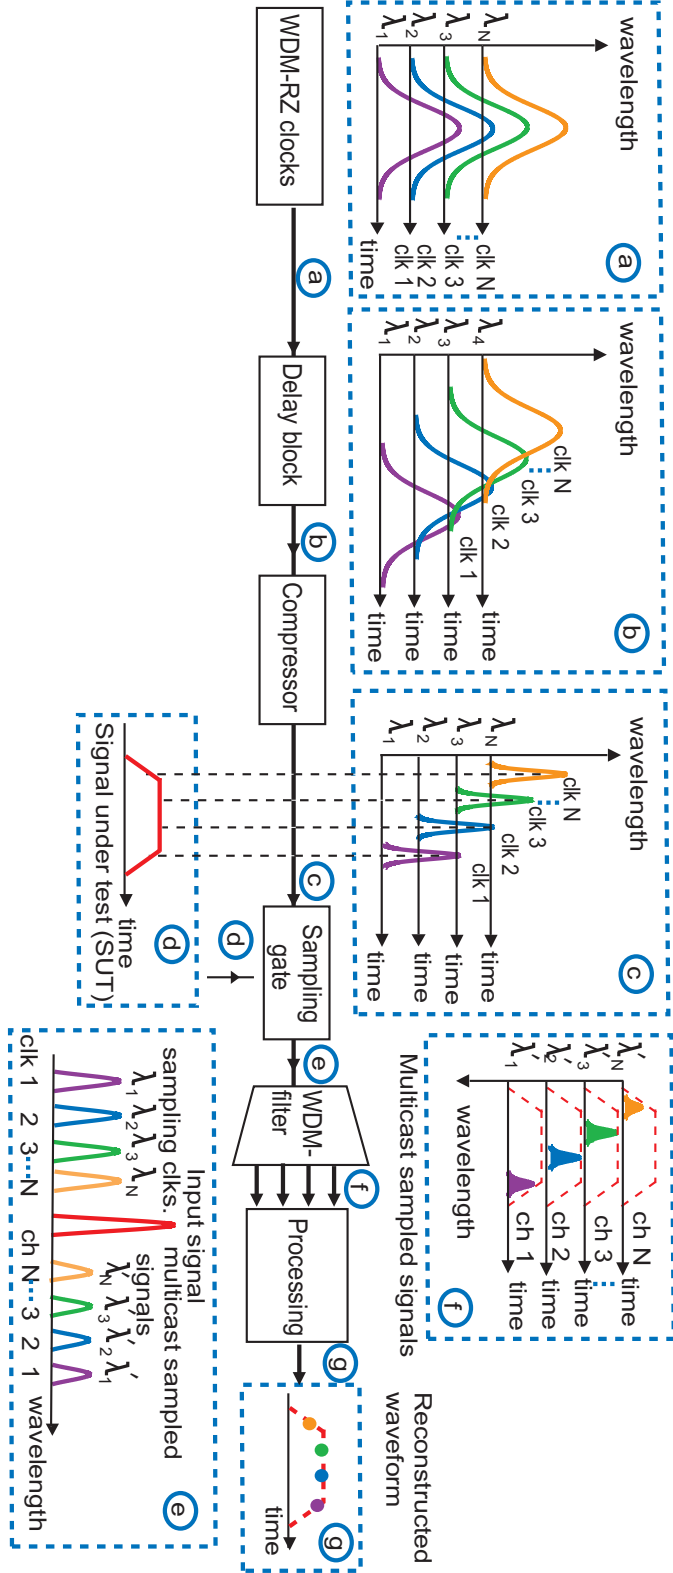 wavelength
λN
λ3
λ2
λ1
clk N
clk 3
clk 2
clk 1
time
a
wavelength
λ4
λ3
λ2
λ1
clk N
clk 3
clk 2
clk 1
time
time
time
time
b
wavelength
λN
λ3
λ2
λ1
clk N
clk 3
clk 2
clk 1
time
time
time
time
c
λ'N
λ'3
λ'2
λ'1
wavelength
ch N
ch 3
ch 2
ch 1
time
time
time
time
f
Multicast sampled signals
WDM-RZ clocks
a
Delay block
b
Compressor
c
Sampling
gate
d
e
WDM-
filter
f
Processing
g
Reconstructed
waveform
time
g
Signal under test (SUT)
time
d
Input signal
sampling clks.
multicast sampled
signals
λ1 λ2 λ3 λN
λ'N λ'3 λ'2 λ'1
clk 1 2 3 N
ch N 3 2 1
wavelength
e